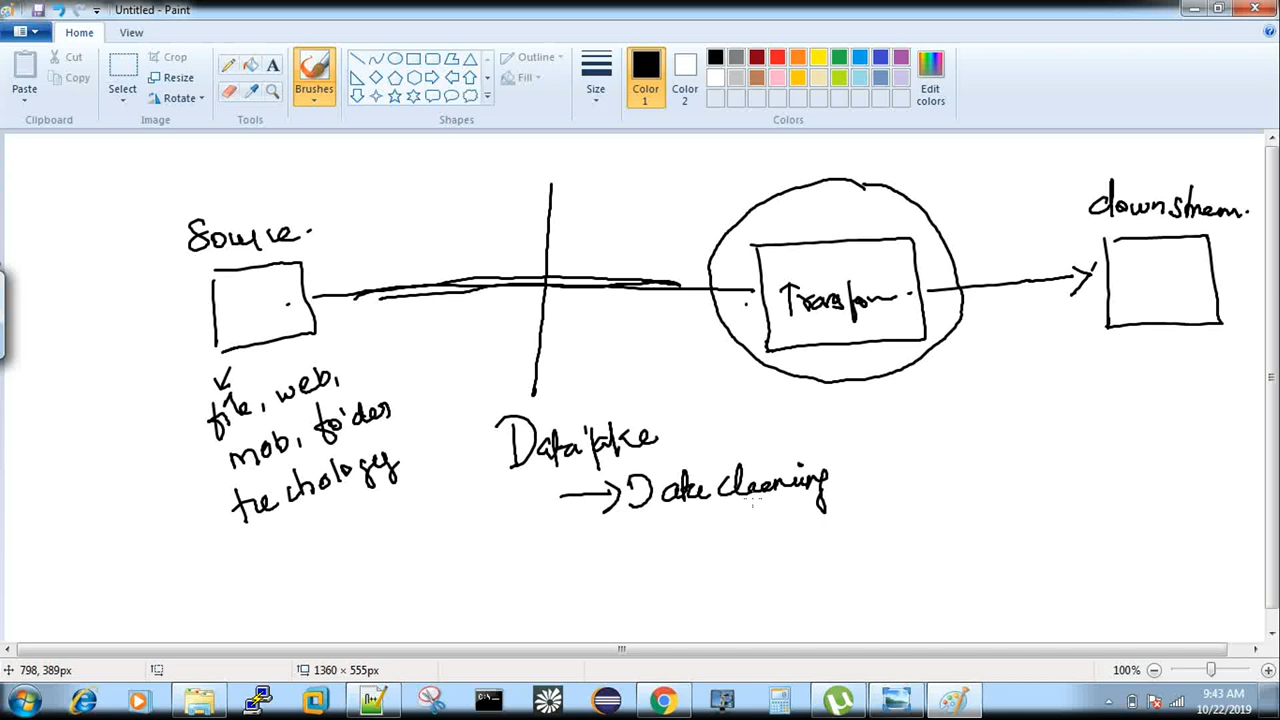 Untitled - Paint
Home View
Paste
Cut
Copy
Clipboard
Select
Crop
Resize
Rotate
Image
A
Tools
Brushes
Shapes
Outline
Fill
Size
Color 1
Color 2
Colors
Edit colors
Source.
downstream.
Transform
file, web,
mob, folder
technology
Data lake
→ Data cleaning
798, 389px
1360 × 555px
100%
9:43 AM
10/22/2019